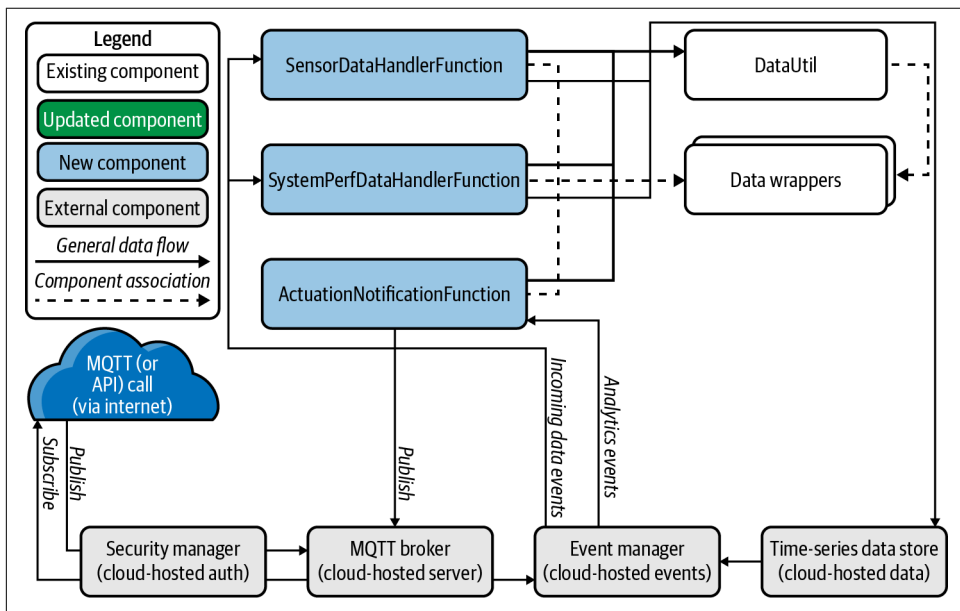 Legend
Existing component
Updated component
New component
External component
General data flow
Component association
SensorDataHandlerFunction
SystemPerfDataHandlerFunction
ActuationNotificationFunction
DataUtil
Data wrappers
MQTT (or
API) call
(via internet)
Subscribe
Publish
Publish
Incoming data events
Analytics events
Security manager
(cloud-hosted auth)
MQTT broker
(cloud-hosted server)
Event manager
(cloud-hosted events)
Time-series data store
(cloud-hosted data)